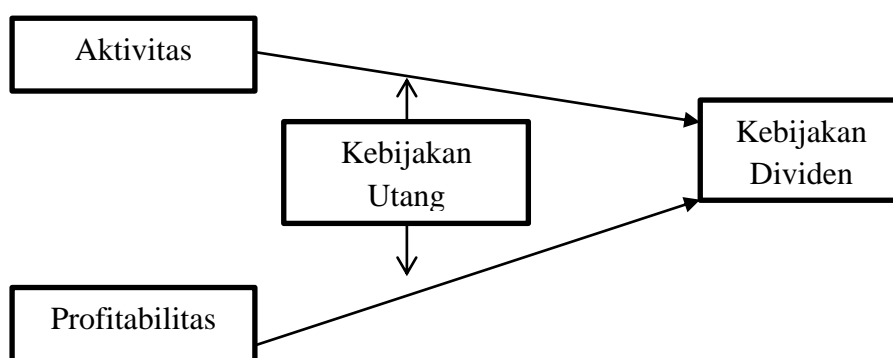 Aktivitas
Kebijakan
Utang
Kebijakan
Dividen
Profitabilitas